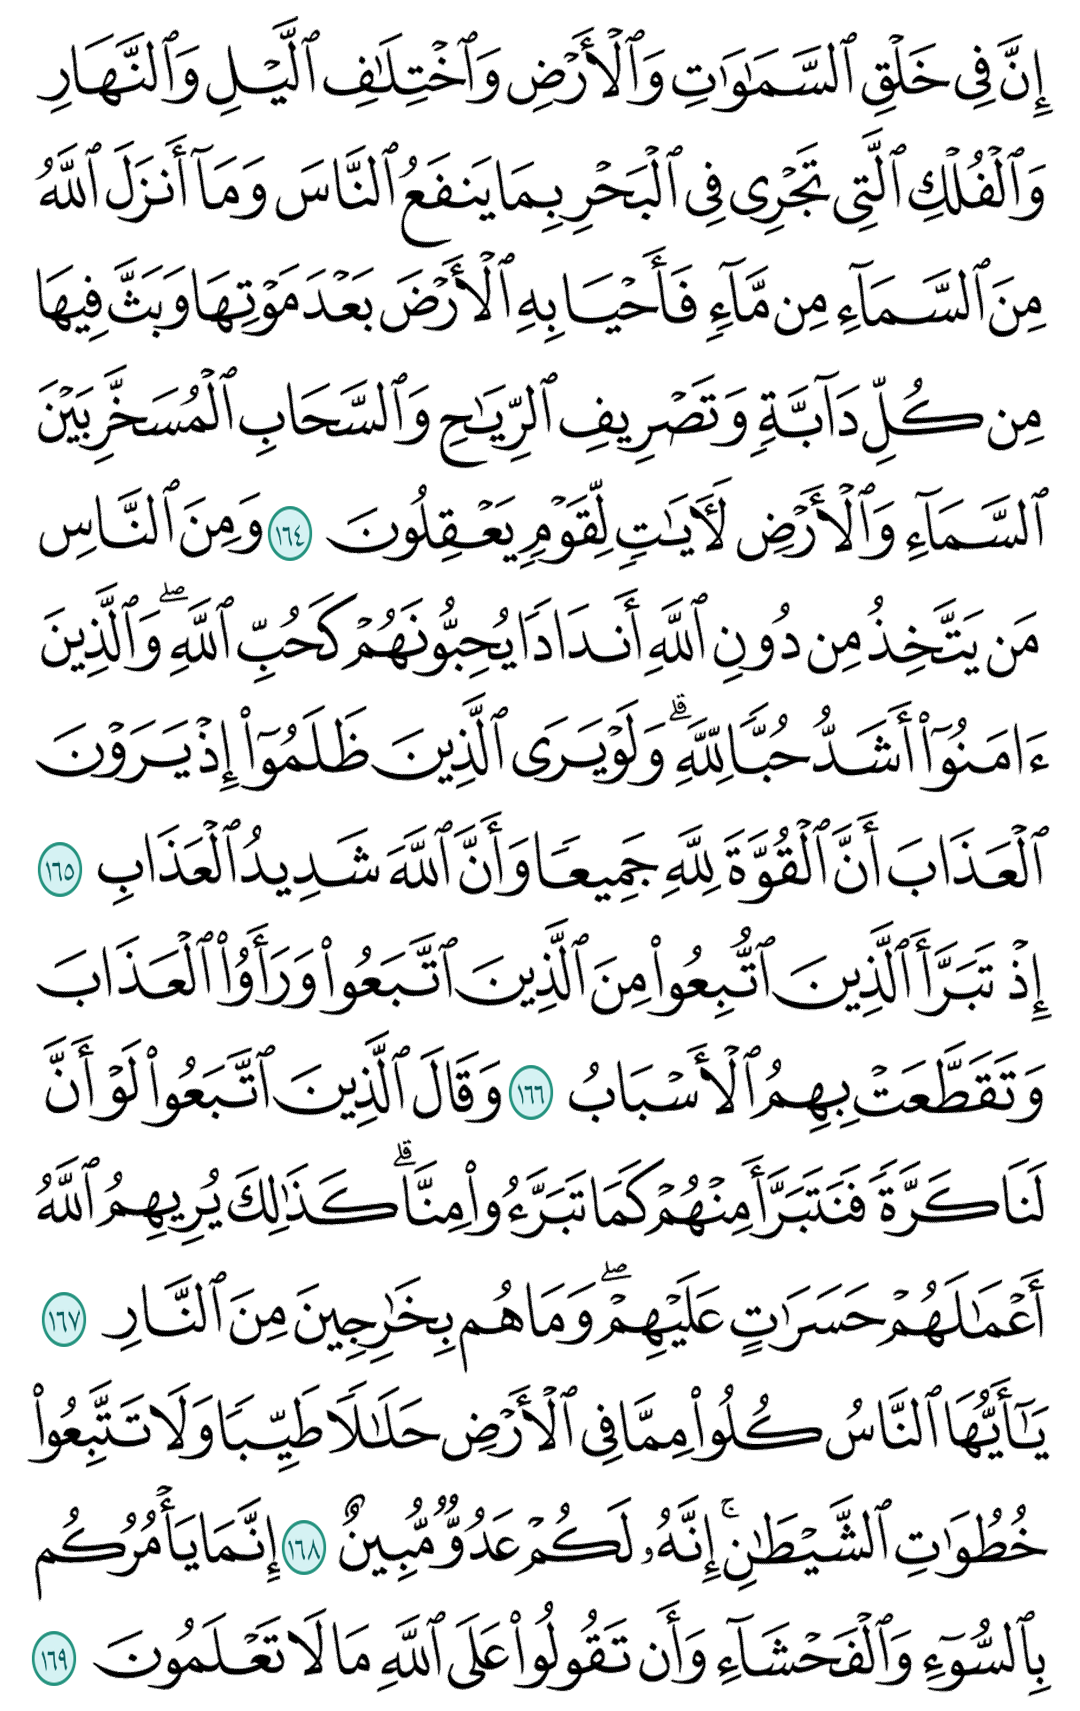 إِنَّ فِى خَلْقِ ٱلسَّمَٰوَٰتِ وَٱلْأَرْضِ وَٱخْتِلَٰفِ ٱلَّيْلِ وَٱلنَّهَارِ
وَٱلْفُلْكِ ٱلَّتِى تَجْرِى فِى ٱلْبَحْرِ بِمَا يَنفَعُ ٱلنَّاسَ وَمَآ أَنزَلَ ٱللَّهُ
مِنَ ٱلسَّمَآءِ مِن مَّآءٍ فَأَحْيَا بِهِ ٱلْأَرْضَ بَعْدَ مَوْتِهَا وَبَثَّ فِيهَا
مِن كُلِّ دَآبَّةٍ وَتَصْرِيفِ ٱلرِّيَٰحِ وَٱلسَّحَابِ ٱلْمُسَخَّرِ بَيْنَ
ٱلسَّمَآءِ وَٱلْأَرْضِ لَءَايَٰتٍ لِّقَوْمٍ يَعْقِلُونَ ١٦٤ وَمِنَ ٱلنَّاسِ
مَن يَتَّخِذُ مِن دُونِ ٱللَّهِ أَندَادًا يُحِبُّونَهُمْ كَحُبِّ ٱللَّهِ ۖ وَٱلَّذِينَ
ءَامَنُوٓا۟ أَشَدُّ حُبًّا لِّلَّهِ ۗ وَلَوْ يَرَى ٱلَّذِينَ ظَلَمُوٓا۟ إِذْ يَرَوْنَ
ٱلْعَذَابَ أَنَّ ٱلْقُوَّةَ لِلَّهِ جَمِيعًا وَأَنَّ ٱللَّهَ شَدِيدُ ٱلْعَذَابِ ١٦٥
إِذْ تَبَرَّأَ ٱلَّذِينَ ٱتُّبِعُوا۟ مِنَ ٱلَّذِينَ ٱتَّبَعُوا۟ وَرَأَوُا۟ ٱلْعَذَابَ
وَتَقَطَّعَتْ بِهِمُ ٱلْأَسْبَابُ ١٦٦ وَقَالَ ٱلَّذِينَ ٱتَّبَعُوا۟ لَوْ أَنَّ
لَنَا كَرَّةً فَنَتَبَرَّأَ مِنْهُمْ كَمَا تَبَرَّءُوا۟ مِنَّا ۗ كَذَٰلِكَ يُرِيهِمُ ٱللَّهُ
أَعْمَٰلَهُمْ حَسَرَٰتٍ عَلَيْهِمْ ۖ وَمَا هُم بِخَٰرِجِينَ مِنَ ٱلنَّارِ ١٦٧
يَٰٓأَيُّهَا ٱلنَّاسُ كُلُوا۟ مِمَّا فِى ٱلْأَرْضِ حَلَٰلًا طَيِّبًا وَلَا تَتَّبِعُوا۟
خُطُوَٰتِ ٱلشَّيْطَٰنِ ۚ إِنَّهُۥ لَكُمْ عَدُوٌّ مُّبِينٌ ١٦٨ إِنَّمَا يَأْمُرُكُم
بِٱلسُّوٓءِ وَٱلْفَحْشَآءِ وَأَن تَقُولُوا۟ عَلَى ٱللَّهِ مَا لَا تَعْلَمُونَ ١٦٩